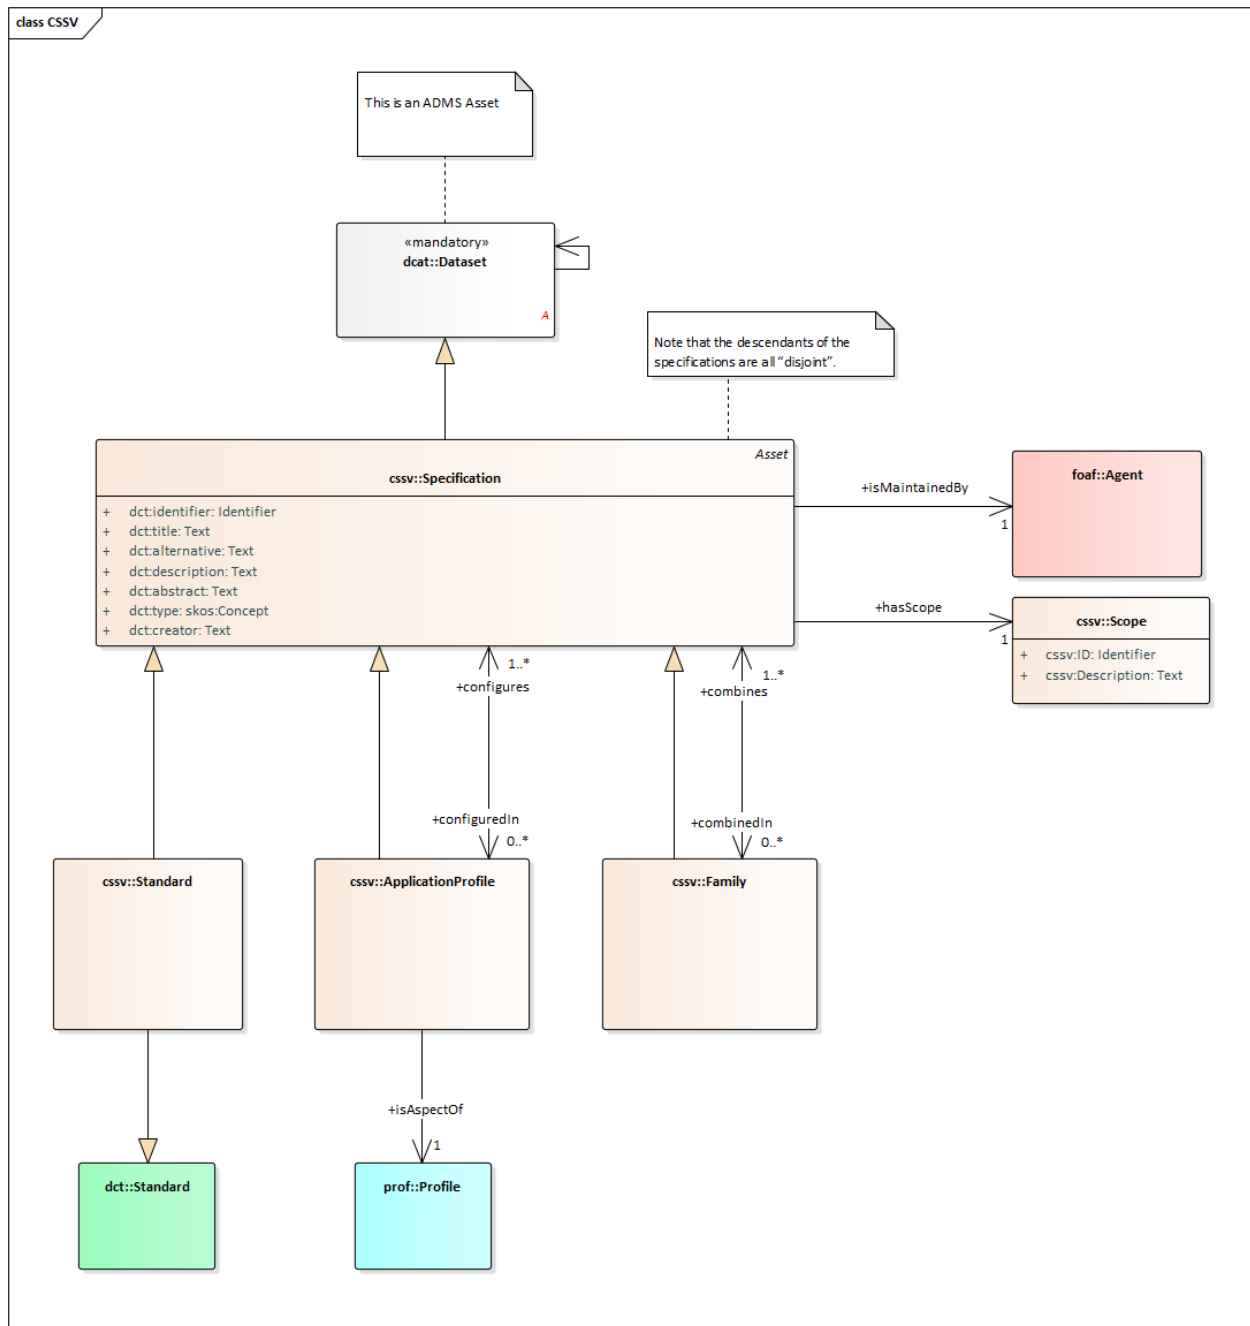 class CSSV
This is an ADMS Asset
«mandatory»
dcat::Dataset
A
Note that the descendants of the
specifications are all “disjoint”.
Asset
cssv::Specification
+ dct:identifier: Identifier
+ dct:title: Text
+ dct:alternative: Text
+ dct:description: Text
+ dct:abstract: Text
+ dct:type: skos:Concept
+ dct:creator: Text
+isMaintainedBy
1
foaf::Agent
+hasScope
1
cssv::Scope
+ cssv:ID: Identifier
+ cssv:Description: Text
1..*
+configures
+configuredIn
0..*
1..*
+combines
+combinedIn
0..*
cssv::Standard
cssv::ApplicationProfile
cssv::Family
+isAspectOf
1
dct::Standard
prof::Profile